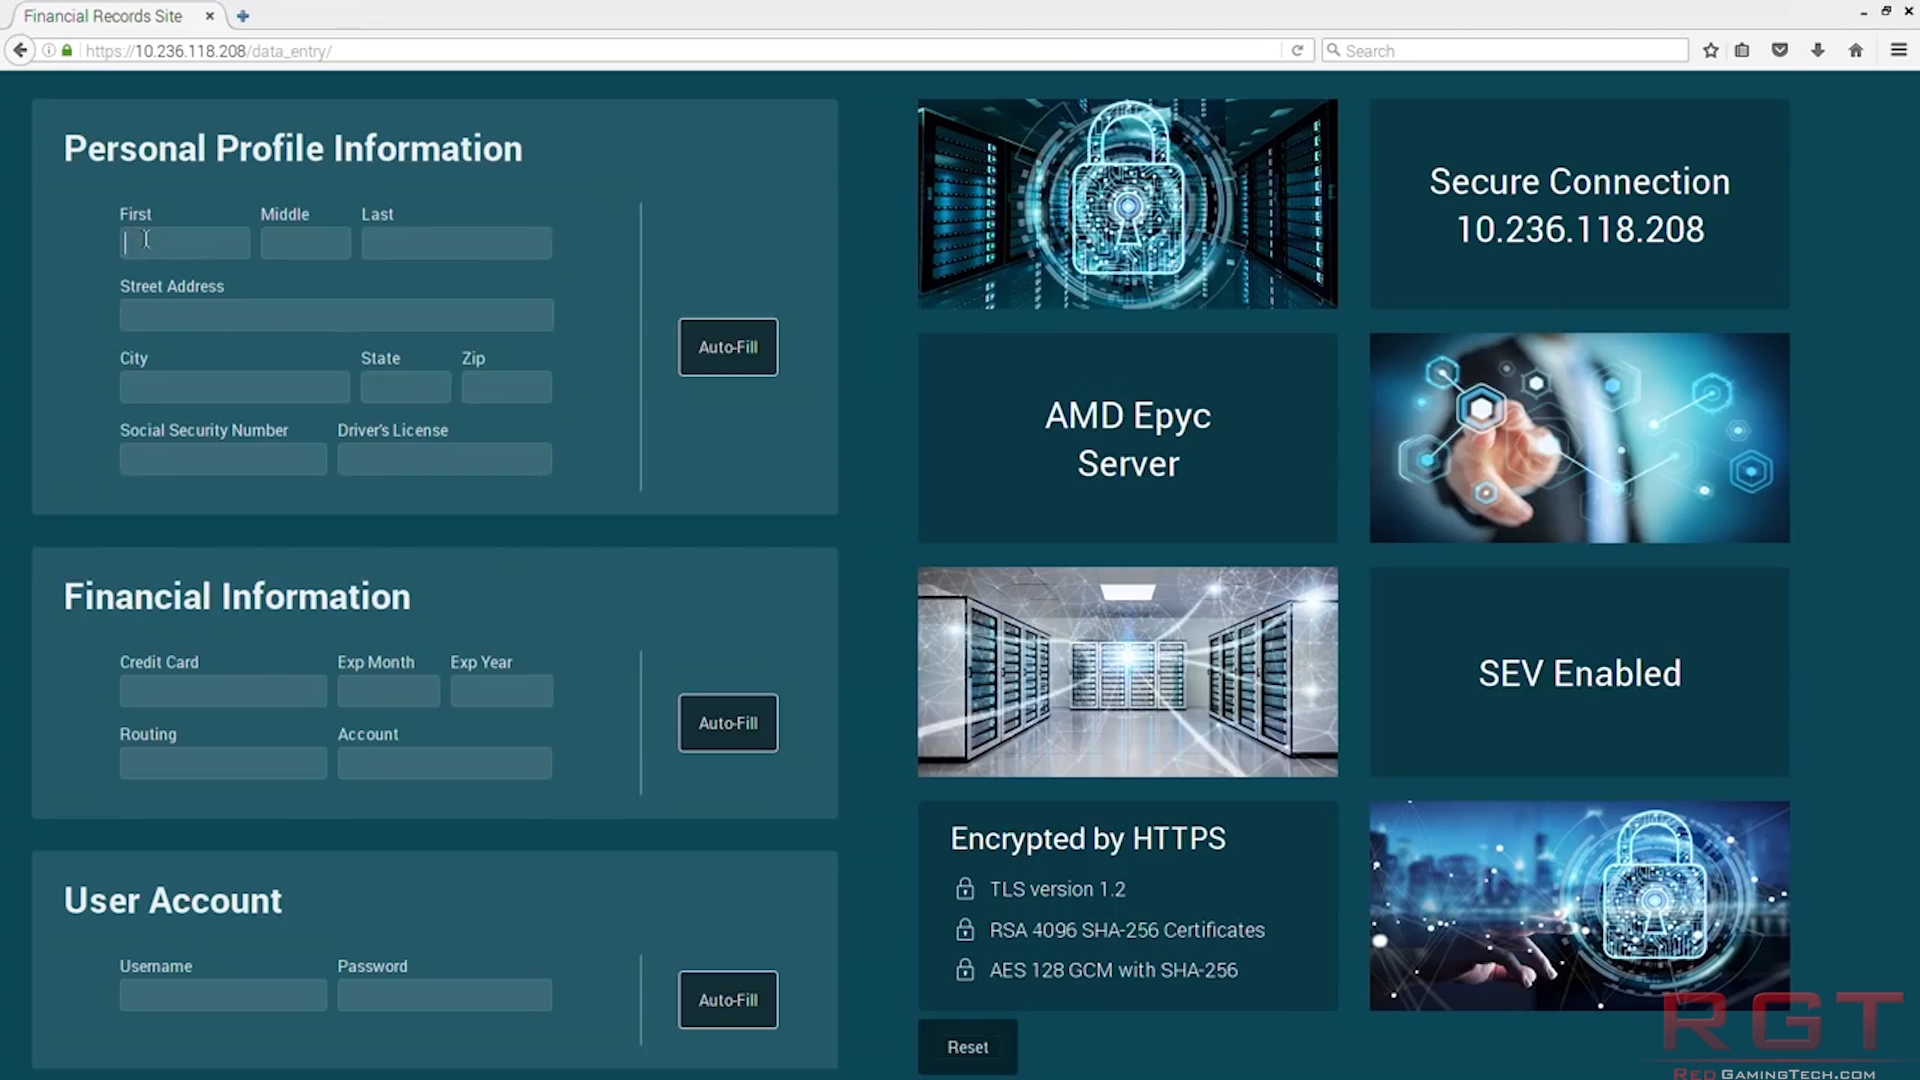 Financial Records Site
https://10.236.118.208/data_entry/
Search
Personal Profile Information
First Middle Last
Street Address
City State Zip
Social Security Number Driver's License
Auto-Fill
Financial Information
Credit Card Exp Month Exp Year
Routing Account
Auto-Fill
User Account
Username Password
Auto-Fill
Secure Connection
10.236.118.208
AMD Epyc
Server
SEV Enabled
Encrypted by HTTPS
TLS version 1.2
RSA 4096 SHA-256 Certificates
AES 128 GCM with SHA-256
Reset
RGT
RedGamingTech.com